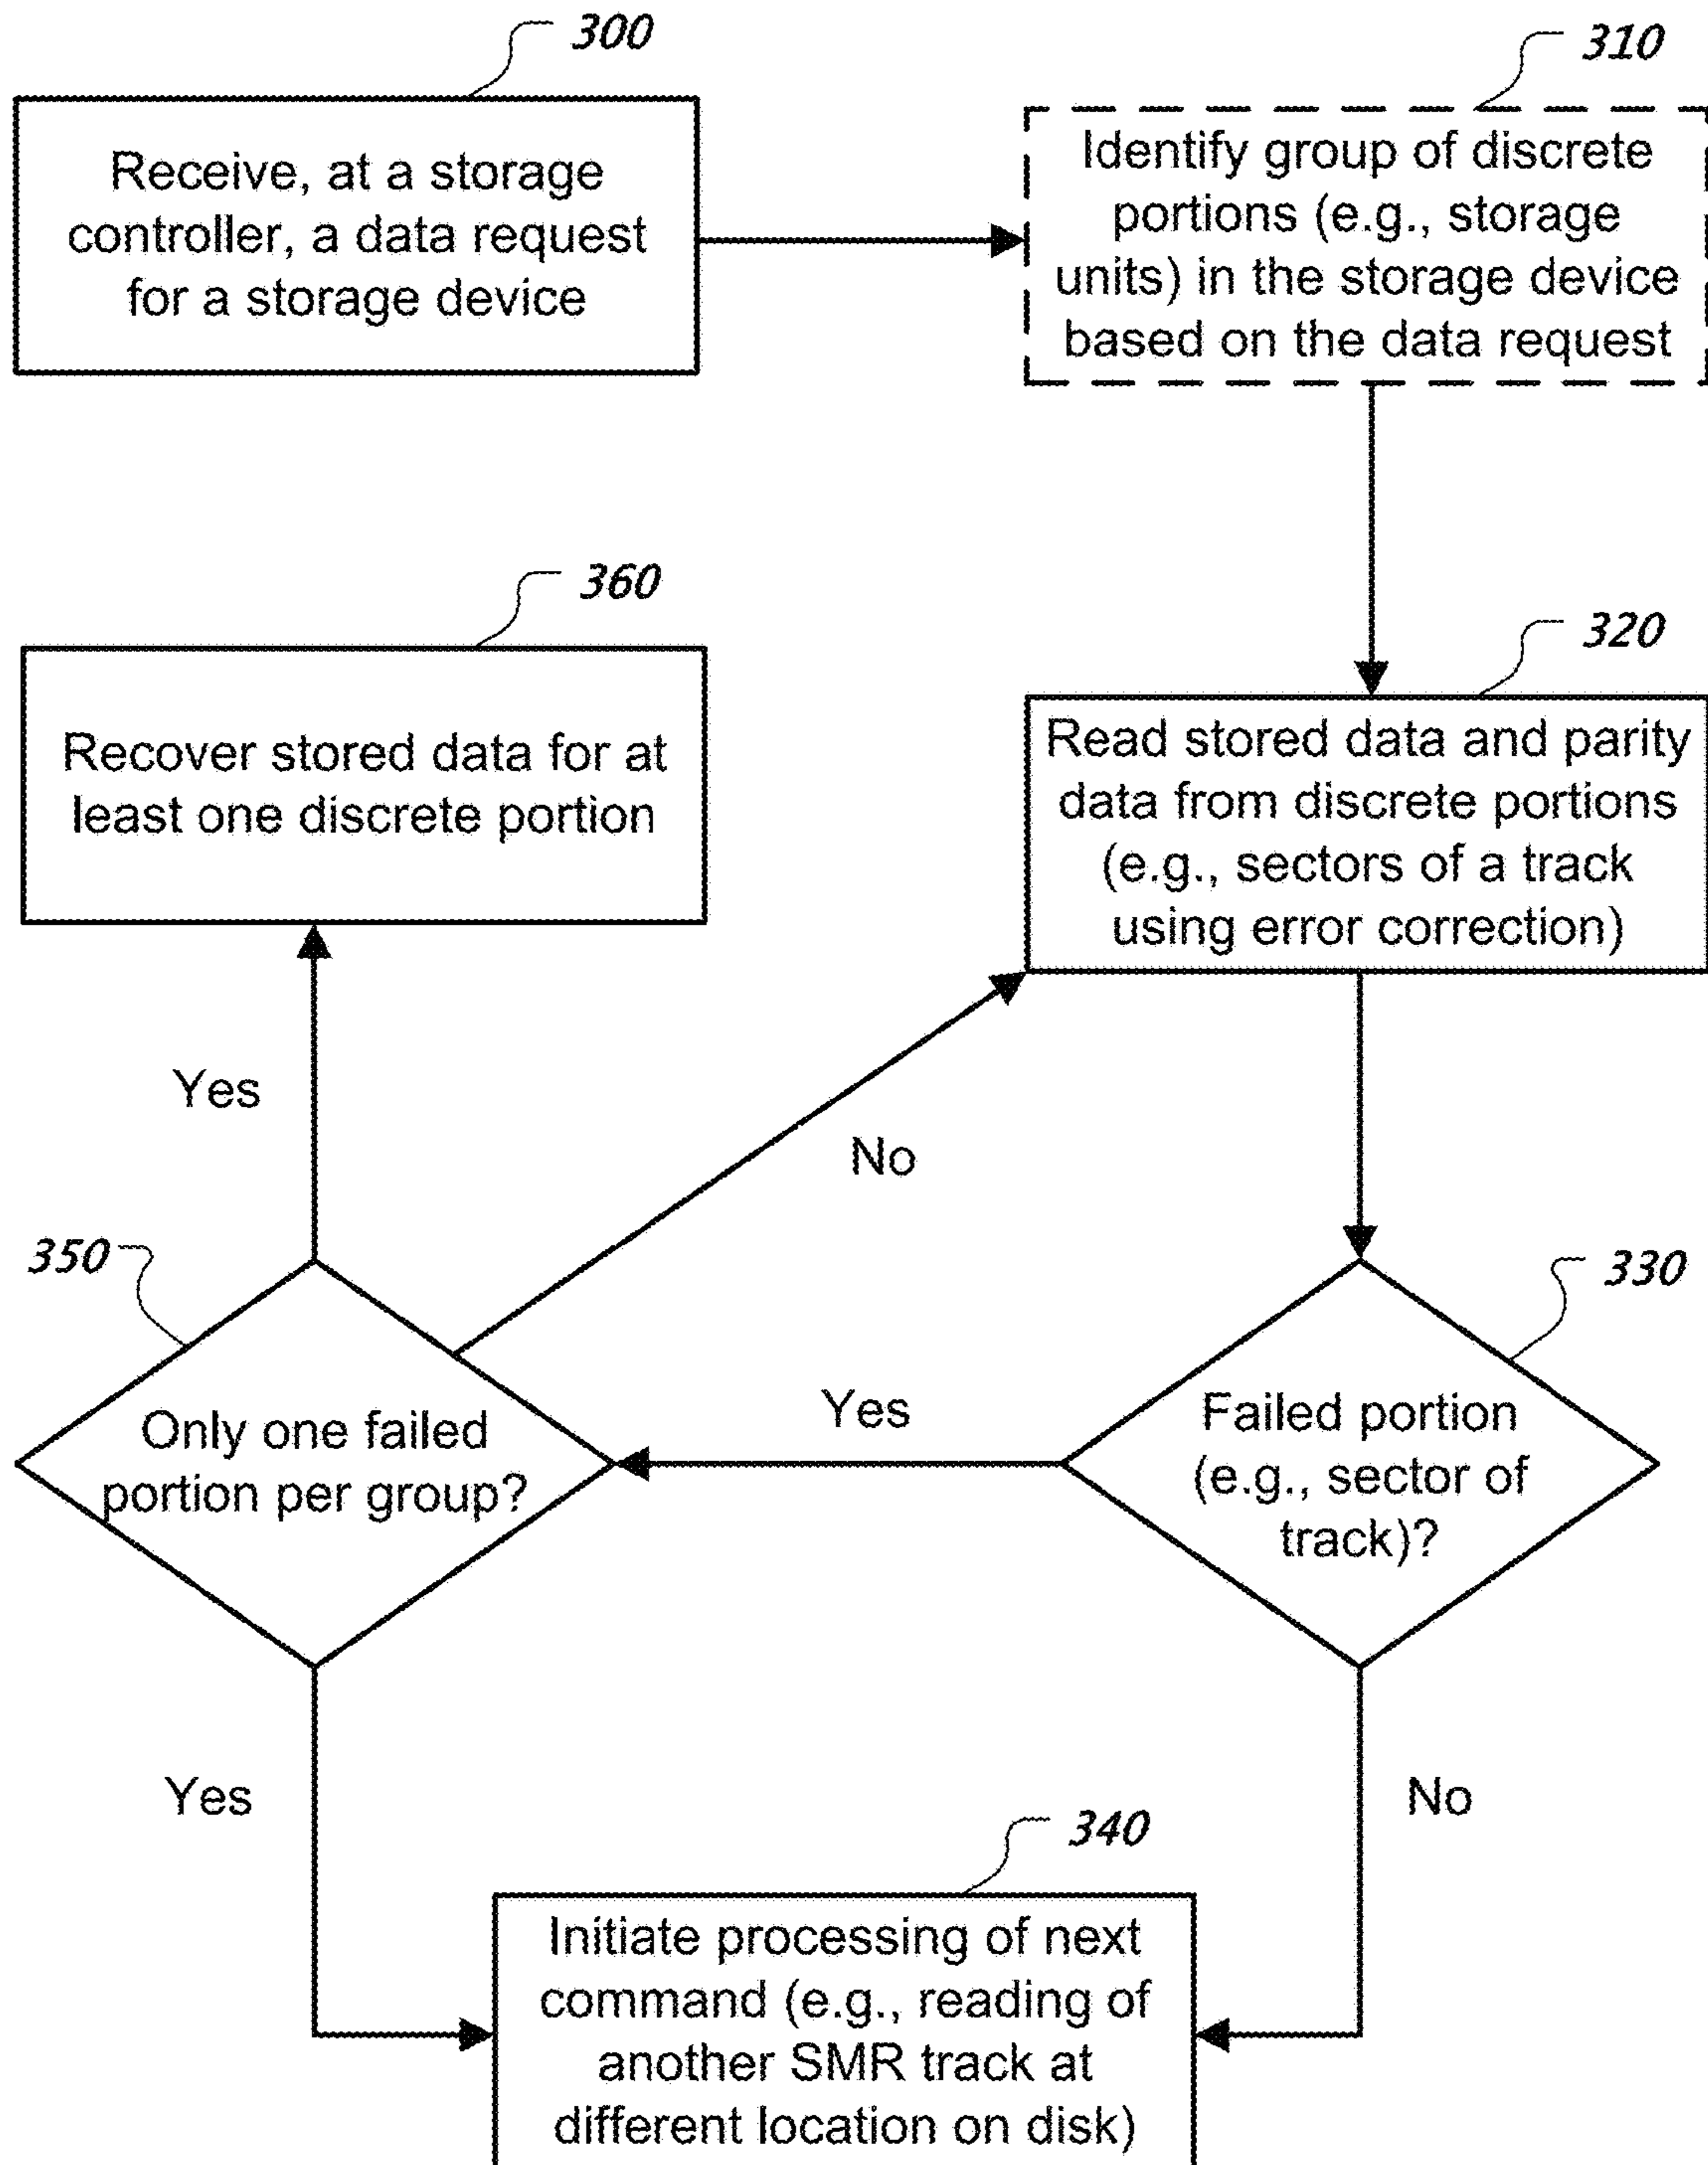 300
Receive, at a storage
controller, a data request
for a storage device
310
Identify group of discrete
portions (e.g., storage
units) in the storage device
based on the data request
360
Recover stored data for at
least one discrete portion
320
Read stored data and parity
data from discrete portions
(e.g., sectors of a track
using error correction)
Yes
No
350
Only one failed
portion per group?
Yes
330
Failed portion
(e.g., sector of
track)?
Yes
No
340
Initiate processing of next
command (e.g., reading of
another SMR track at
different location on disk)